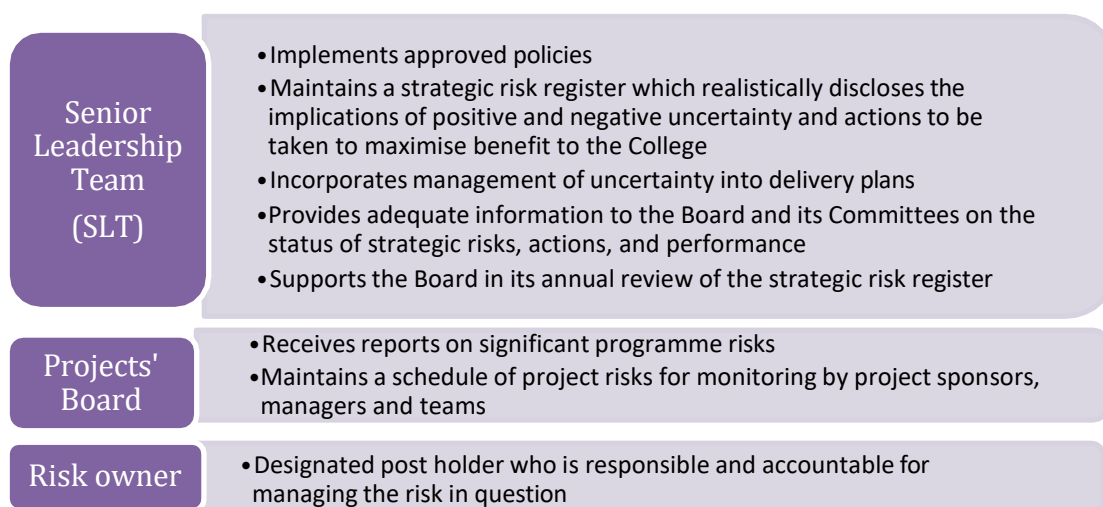 Senior
Leadership
Team
(SLT)
•Implements approved policies
•Maintains a strategic risk register which realistically discloses the
implications of positive and negative uncertainty and actions to be
taken to maximise benefit to the College
•Incorporates management of uncertainty into delivery plans
•Provides adequate information to the Board and its Committees on the
status of strategic risks, actions, and performance
•Supports the Board in its annual review of the strategic risk register
Projects'
Board
•Receives reports on significant programme risks
•Maintains a schedule of project risks for monitoring by project sponsors,
managers and teams
Risk owner
•Designated post holder who is responsible and accountable for
managing the risk in question